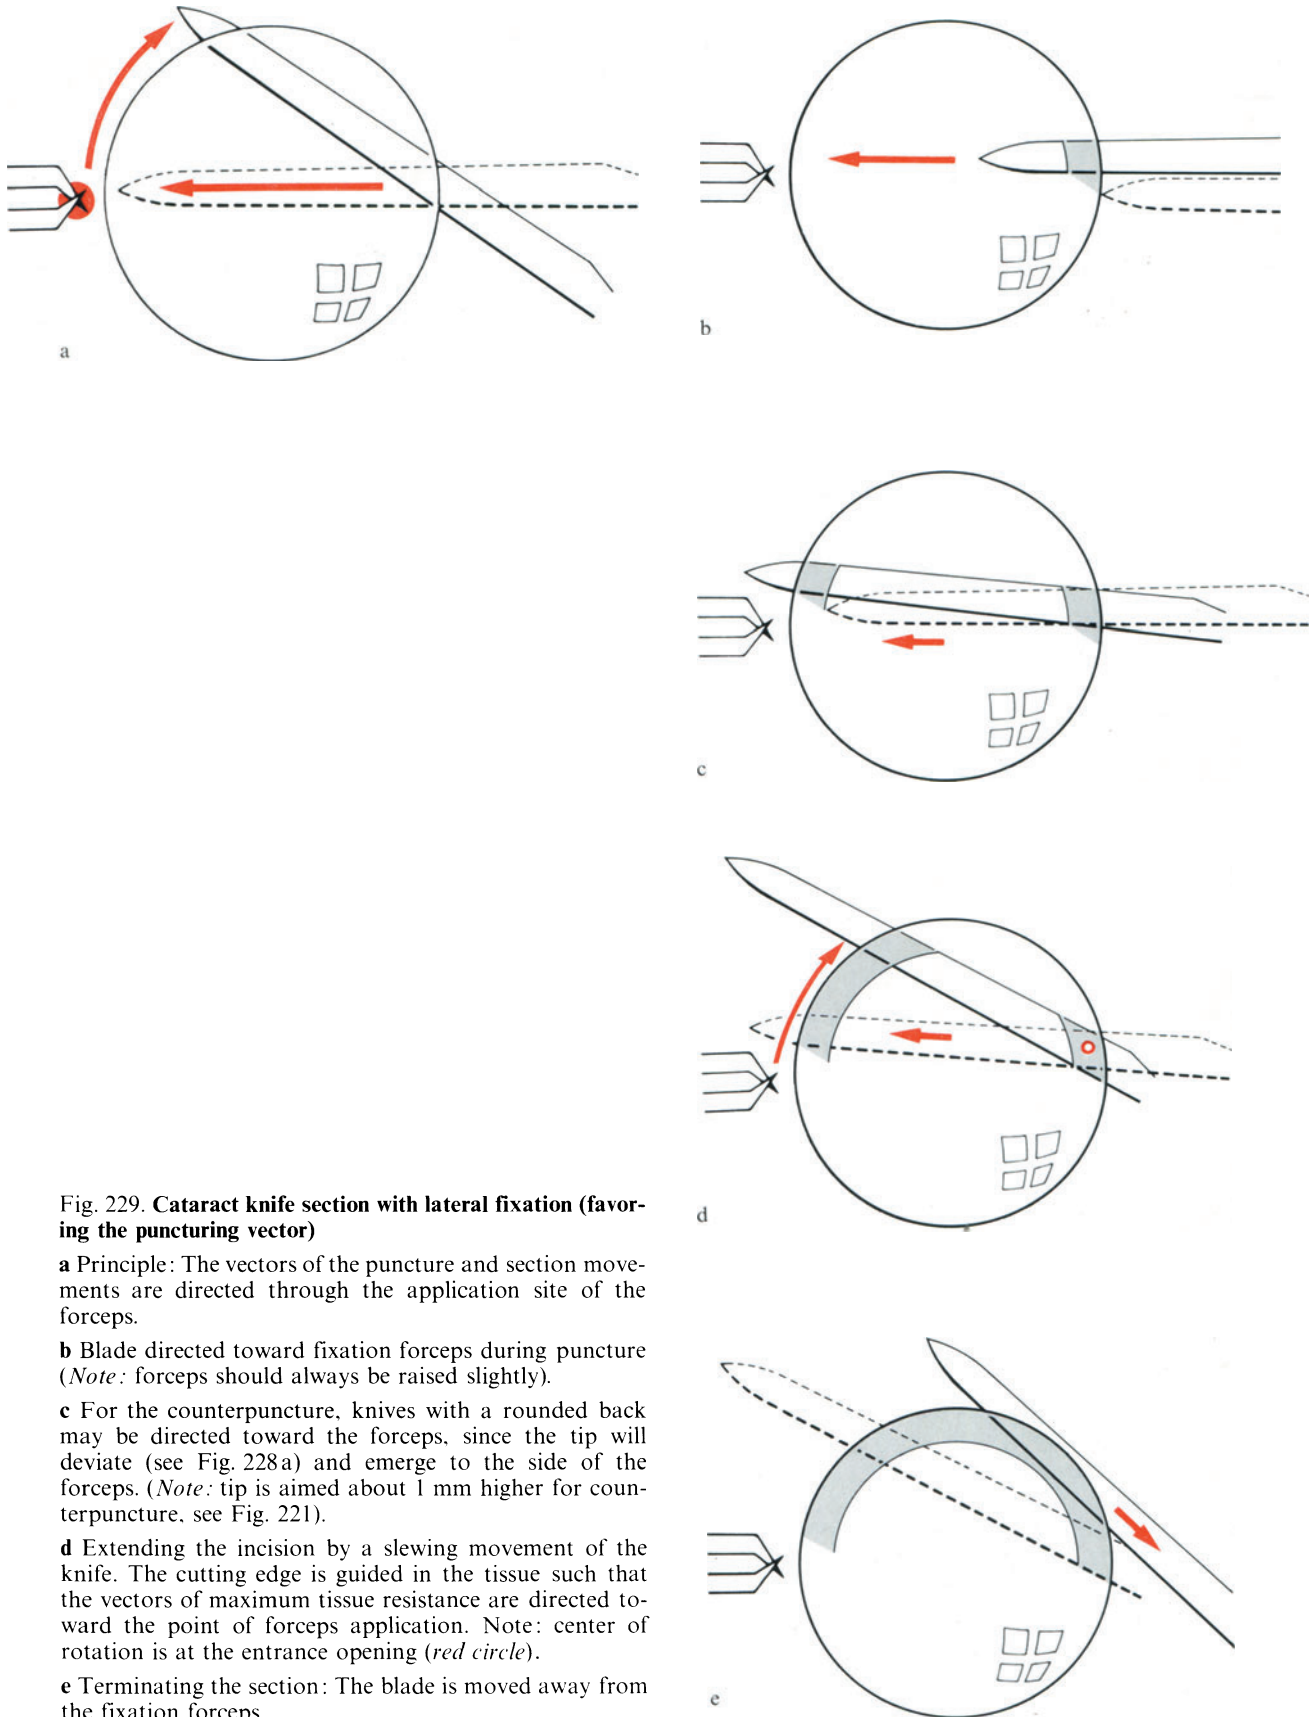 a
b
c
d
e
Fig. 229. Cataract knife section with lateral fixation (favor-
ing the puncturing vector)
a Principle: The vectors of the puncture and section move-
ments are directed through the application site of the
forceps.
b Blade directed toward fixation forceps during puncture
(Note: forceps should always be raised slightly).
c For the counterpuncture, knives with a rounded back
may be directed toward the forceps, since the tip will
deviate (see Fig. 228a) and emerge to the side of the
forceps. (Note: tip is aimed about 1 mm higher for coun-
terpuncture, see Fig. 221).
d Extending the incision by a slewing movement of the
knife. The cutting edge is guided in the tissue such that
the vectors of maximum tissue resistance are directed to-
ward the point of forceps application. Note: center of
rotation is at the entrance opening (red circle).
e Terminating the section: The blade is moved away from
the fixation forceps